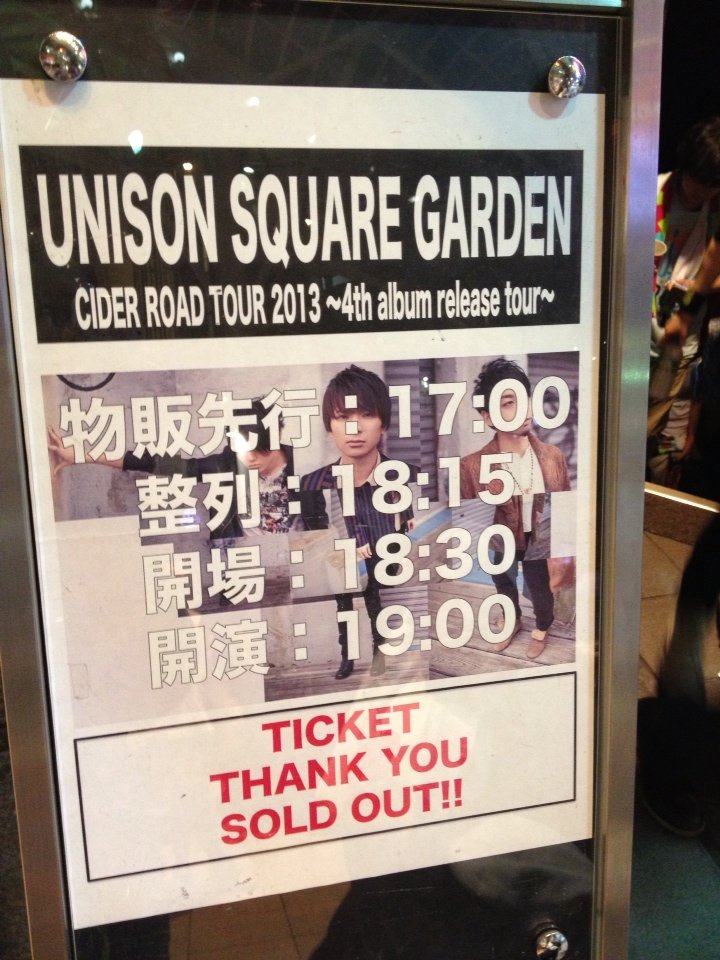 UNISON SQUARE GARDEN
CIDER ROAD TOUR 2013 ~4th album release tour~
物販先行：17:00
整列：18:15
開場：18:30
開演：19:00
TICKET
THANK YOU
SOLD OUT!!